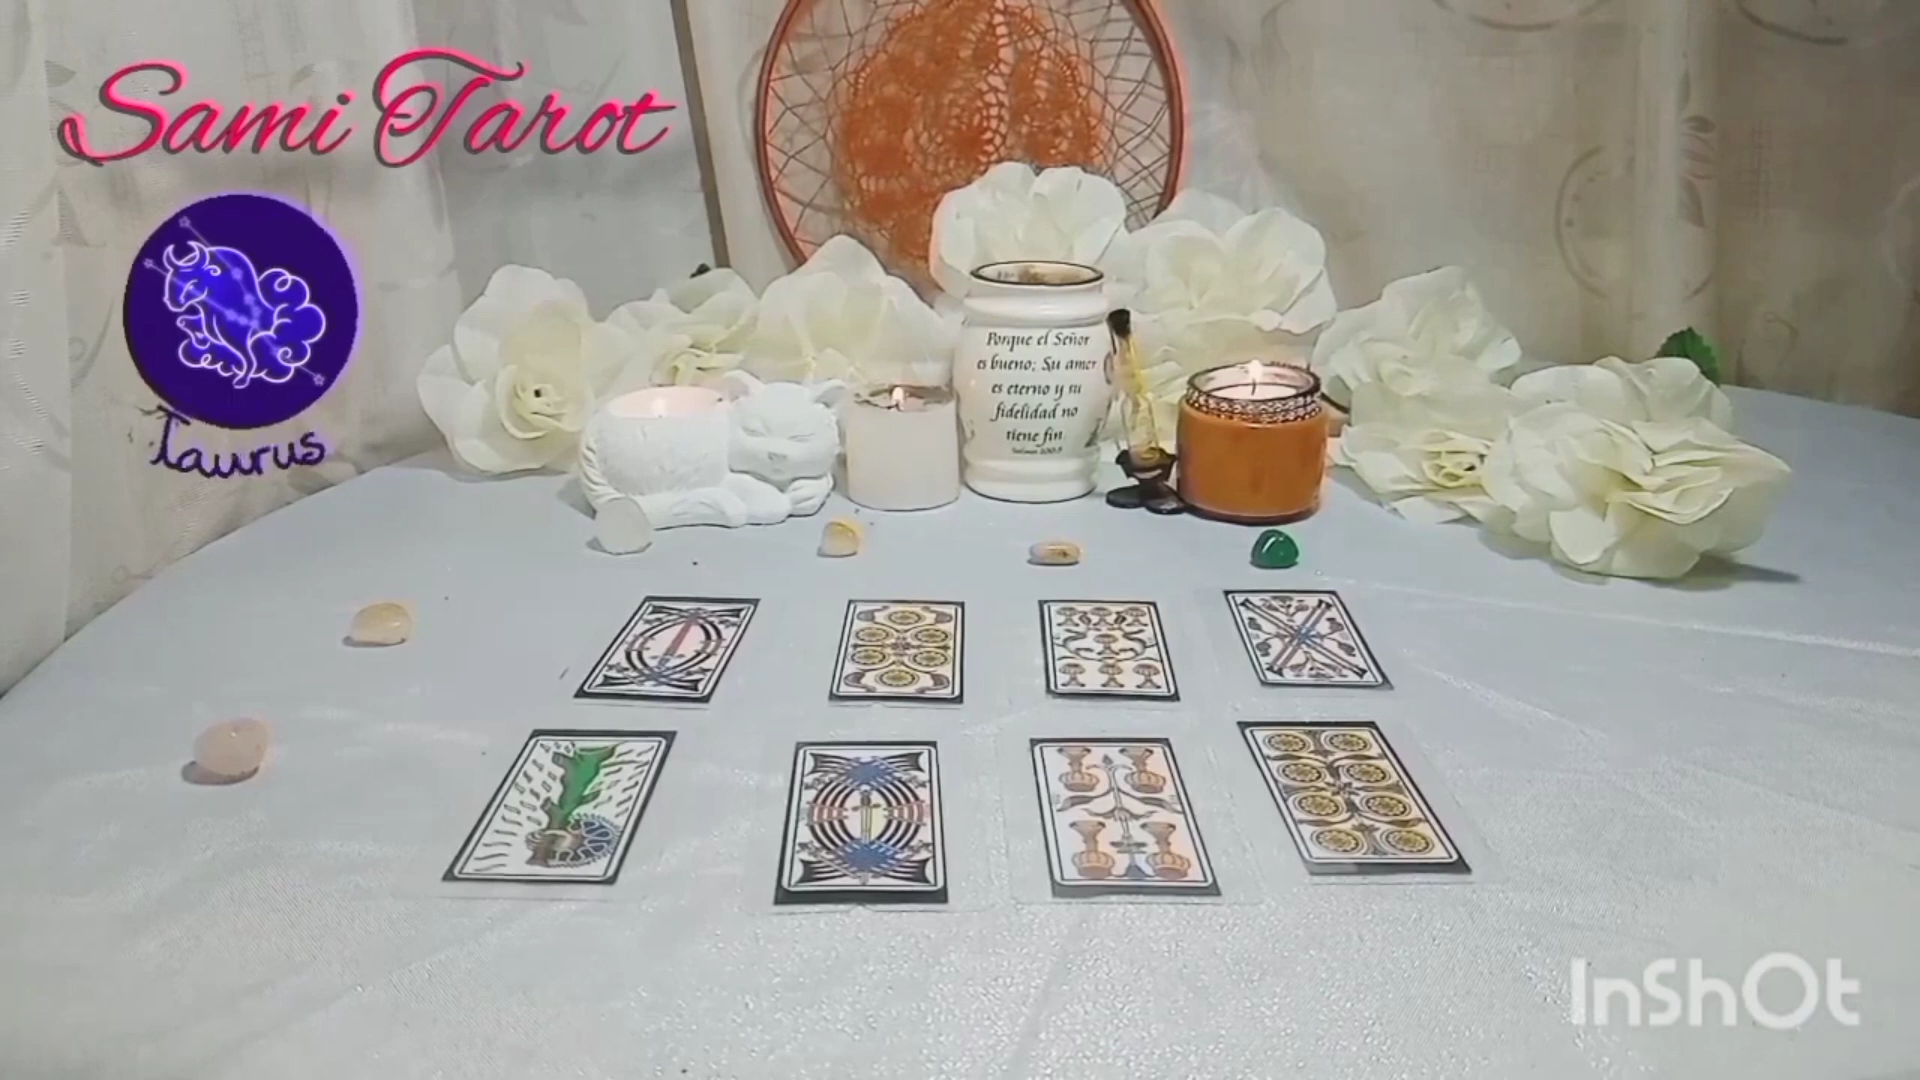 Sami Tarot
Taurus
Porque el Señor
es bueno; Su amor
es eterno y su
fidelidad no
tiene fin
InShOt